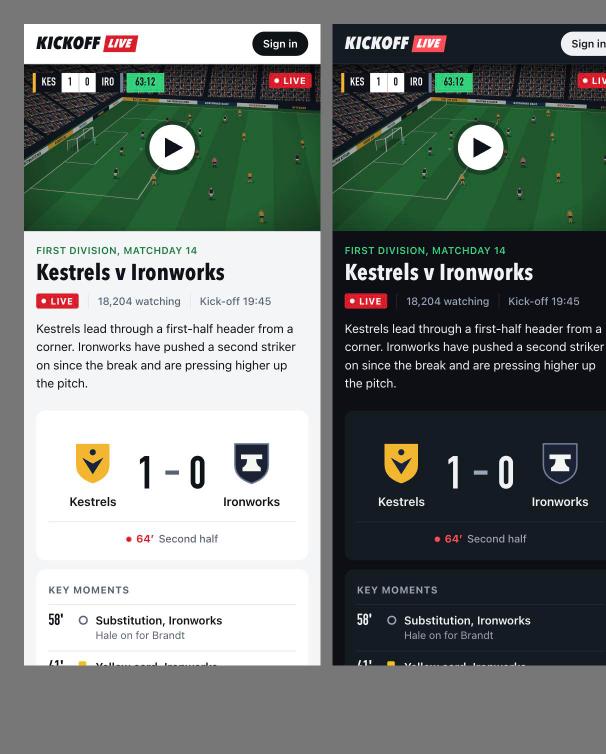 KICKOFF LIVE
Sign in
KES 1 0 IRO 63:12
LIVE
FIRST DIVISION, MATCHDAY 14
Kestrels v Ironworks
LIVE 18,204 watching Kick-off 19:45
Kestrels lead through a first-half header from a
corner. Ironworks have pushed a second striker
on since the break and are pressing higher up
the pitch.
1 – 0
Kestrels Ironworks
64' Second half
KEY MOMENTS
58' Substitution, Ironworks
Hale on for Brandt
KICKOFF LIVE
Sign in
KES 1 0 IRO 63:12
FIRST DIVISION, MATCHDAY 14
Kestrels v Ironworks
LIVE 18,204 watching Kick-off 19:45
Kestrels lead through a first-half header from a
corner. Ironworks have pushed a second striker
on since the break and are pressing higher up
the pitch.
1 – 0
Kestrels Ironworks
64' Second half
KEY MOMENTS
58' Substitution, Ironworks
Hale on for Brandt